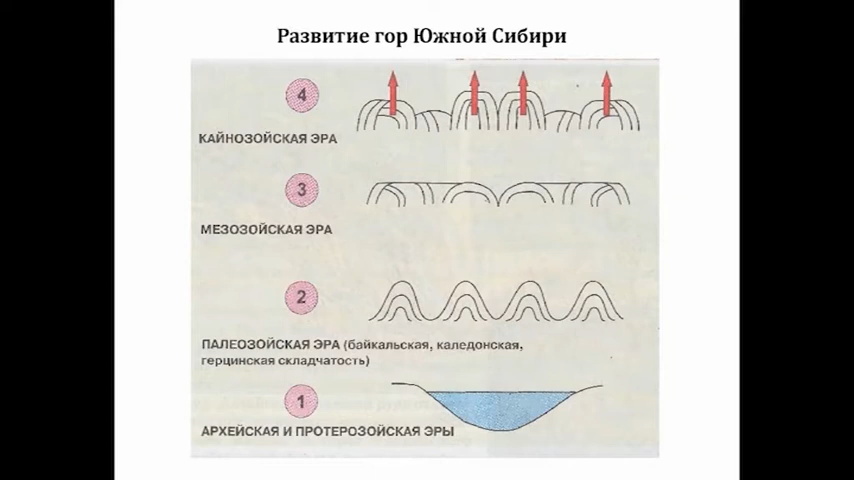 Развитие гор Южной Сибири
4
КАЙНОЗОЙСКАЯ ЭРА
3
МЕЗОЗОЙСКАЯ ЭРА
2
ПАЛЕОЗОЙСКАЯ ЭРА (байкальская, каледонская,
герцинская складчатость)
1
АРХЕЙСКАЯ И ПРОТЕРОЗОЙСКАЯ ЭРЫ